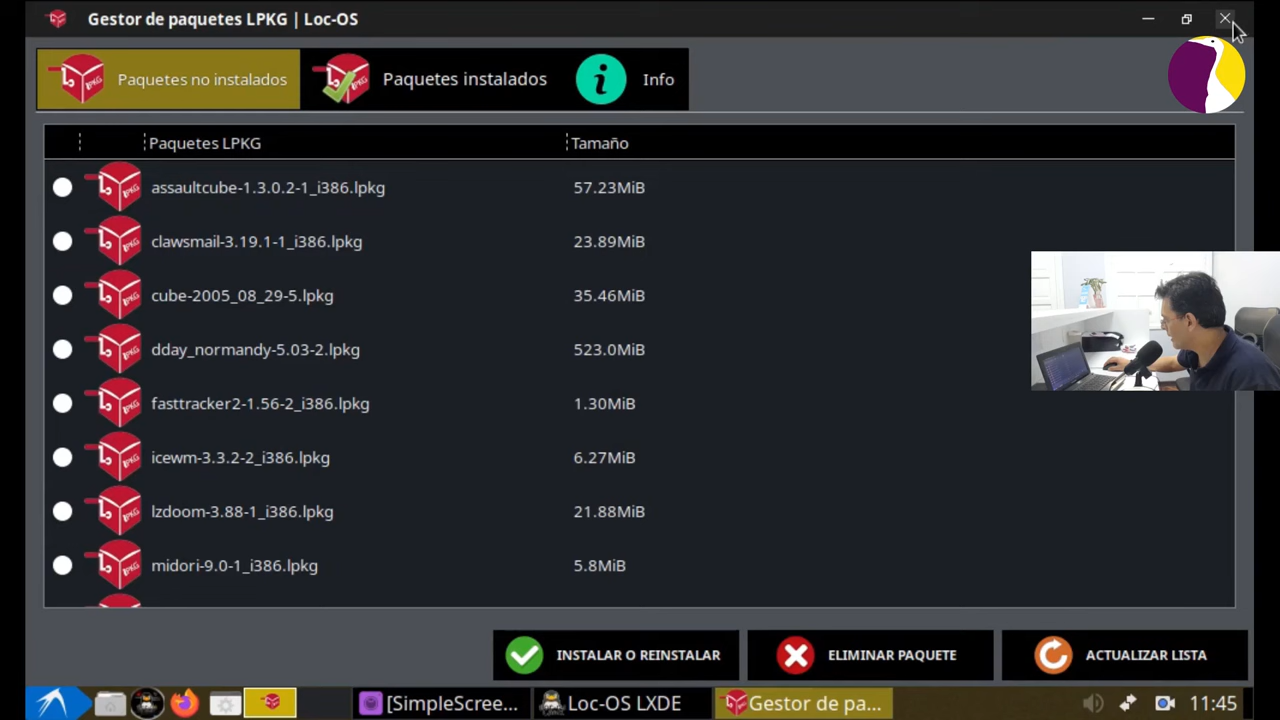 Gestor de paquetes LPKG | Loc-OS
Paquetes no instalados
Paquetes instalados
Info
Paquetes LPKG
Tamaño
assaultcube-1.3.0.2-1_i386.lpkg 57.23MiB
clawsmail-3.19.1-1_i386.lpkg 23.89MiB
cube-2005_08_29-5.lpkg 35.46MiB
dday_normandy-5.03-2.lpkg 523.0MiB
fasttracker2-1.56-2_i386.lpkg 1.30MiB
icewm-3.3.2-2_i386.lpkg 6.27MiB
lzdoom-3.88-1_i386.lpkg 21.88MiB
midori-9.0-1_i386.lpkg 5.8MiB
INSTALAR O REINSTALAR
ELIMINAR PAQUETE
ACTUALIZAR LISTA
[SimpleScree...
Loc-OS LXDE
Gestor de pa...
11:45